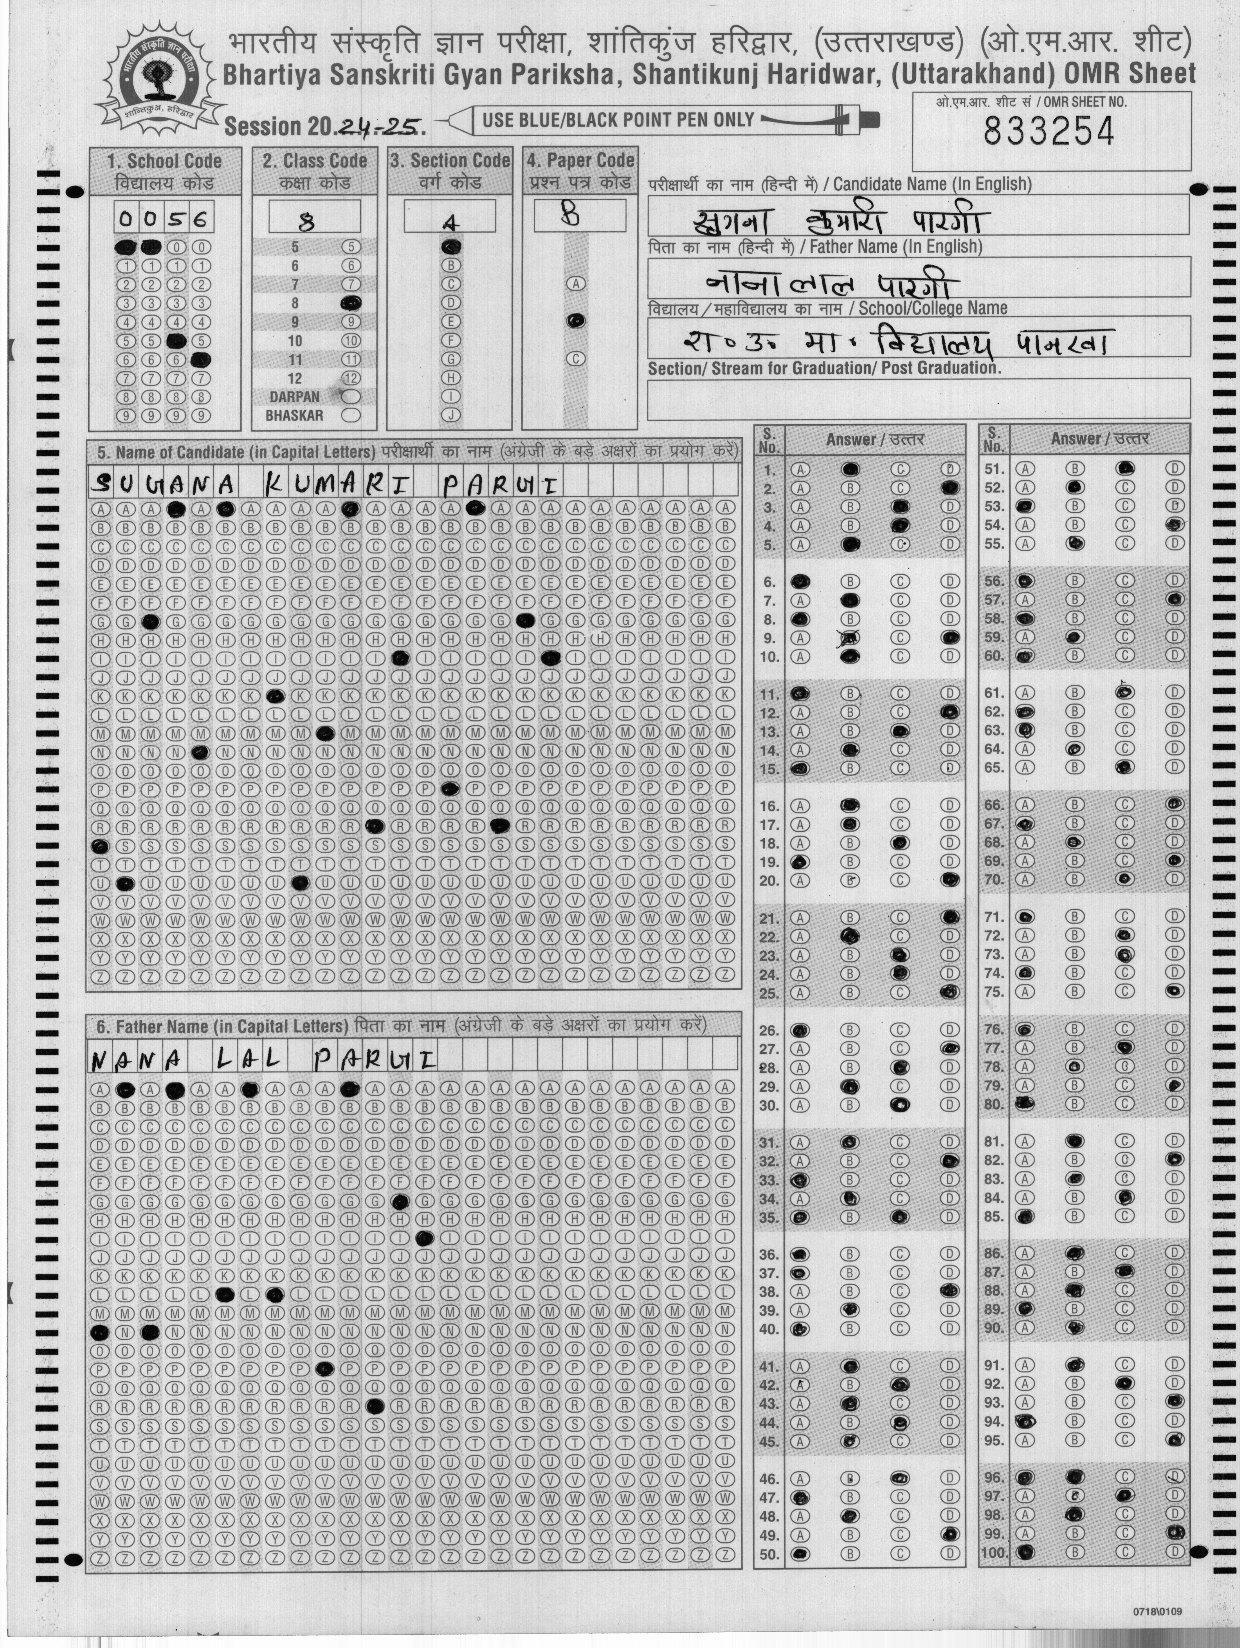 भारतीय संस्कृति ज्ञान परीक्षा, शांतिकुंज हरिद्वार, (उत्तराखण्ड) (ओ.एम.आर. शीट)
Bhartiya Sanskriti Gyan Pariksha, Shantikunj Haridwar, (Uttarakhand) OMR Sheet
Session 20.24-25.
USE BLUE/BLACK POINT PEN ONLY
ओ.एम.आर. शीट सं / OMR SHEET NO.
833254
1. School Code
विद्यालय कोड
0056
2. Class Code
कक्षा कोड
8
5
6
7
8
9
10
11
12
DARPAN
BHASKAR
3. Section Code
वर्ग कोड
A
4. Paper Code
प्रश्न पत्र कोड
B
परीक्षार्थी का नाम (हिन्दी में) / Candidate Name (In English)
सुगना कुमारी पारगी
पिता का नाम (हिन्दी में) / Father Name (In English)
नाना लाल पारगी
विद्यालय/महाविद्यालय का नाम / School/College Name
रा० उ० मा० विद्यालय पानरवा
Section/ Stream for Graduation/ Post Graduation.
5. Name of Candidate (in Capital Letters) परीक्षार्थी का नाम (अंग्रेजी के बड़े अक्षरों का प्रयोग करें)
SUGANA KUMARI PARGI
6. Father Name (in Capital Letters) पिता का नाम (अंग्रेजी के बड़े अक्षरों का प्रयोग करें)
NANA LAL PARGI
S. No. Answer / उत्तर
S. No. Answer / उत्तर
0718\0109